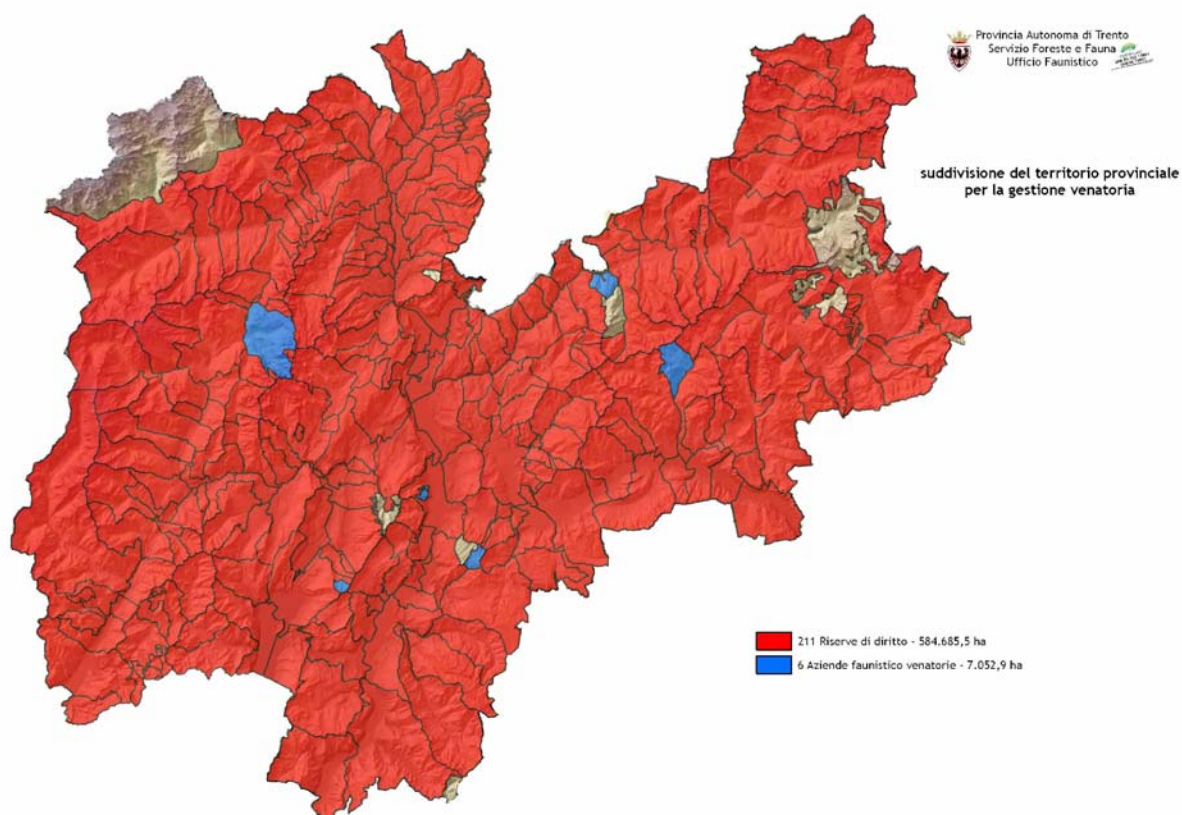 Provincia Autonoma di Trento
Servizio Foreste e Fauna
Ufficio Faunistico
suddivisione del territorio provinciale
per la gestione venatoria
211 Riserve di diritto - 584.685,5 ha
6 Aziende faunistico venatorie - 7.052,9 ha